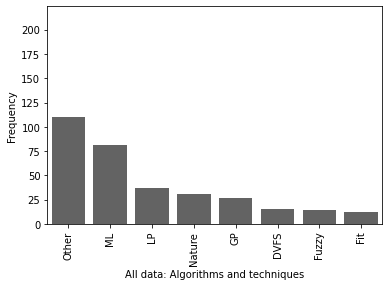 200
175
150
125
100
75
50
25
0
Frequency
Other
ML
LP
Nature
GP
DVFS
Fuzzy
Fit
All data: Algorithms and techniques